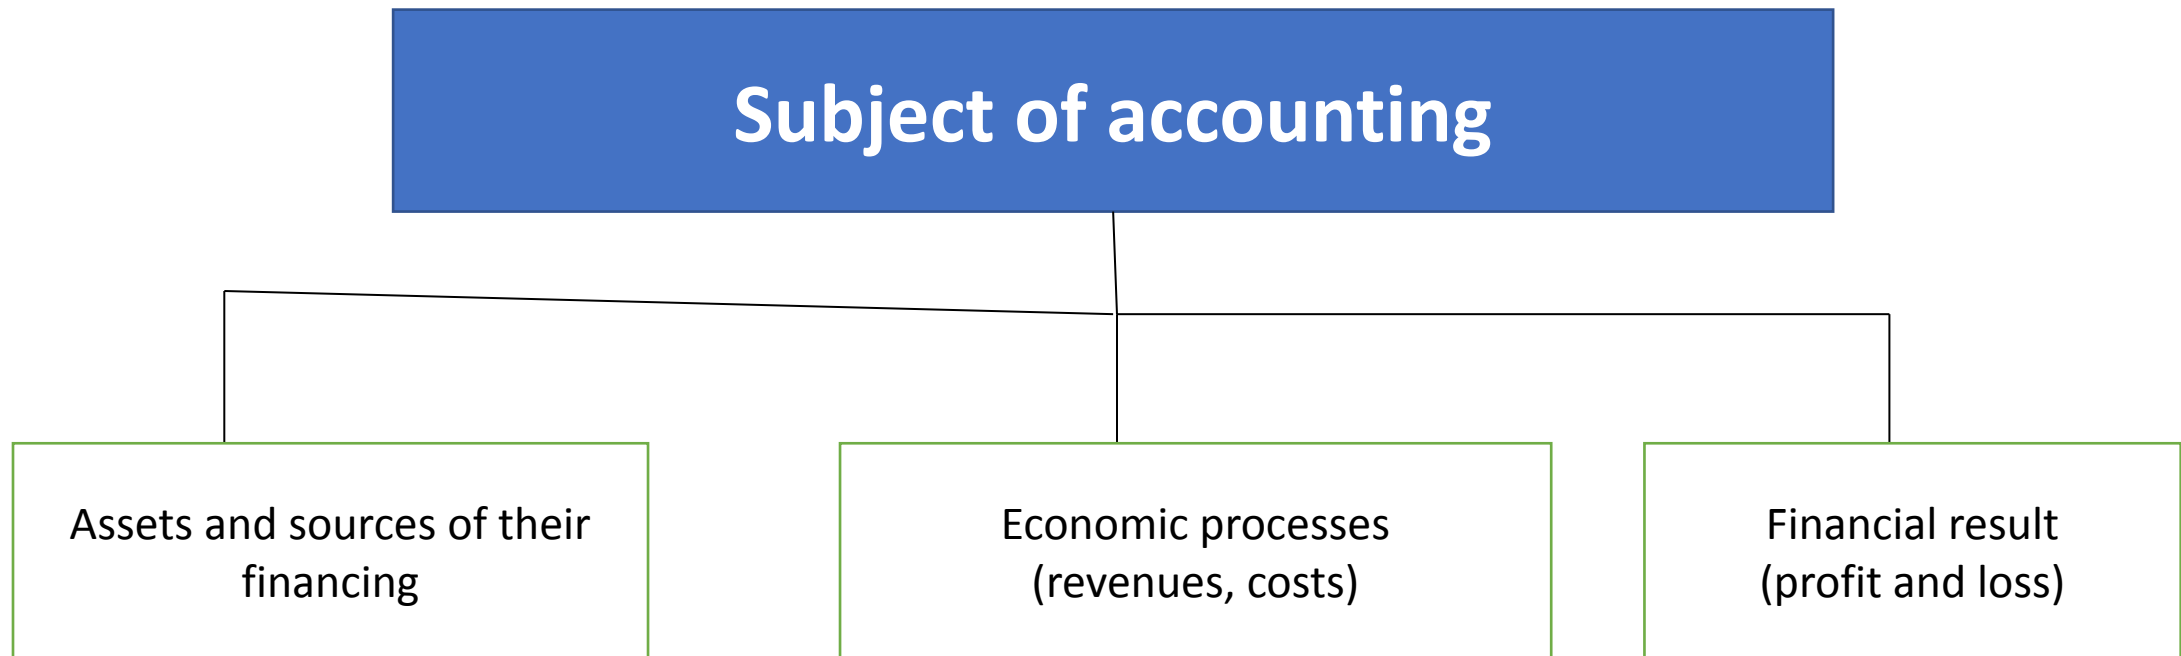 Subject of accounting
Assets and sources of their
financing
Economic processes
(revenues, costs)
Financial result
(profit and loss)